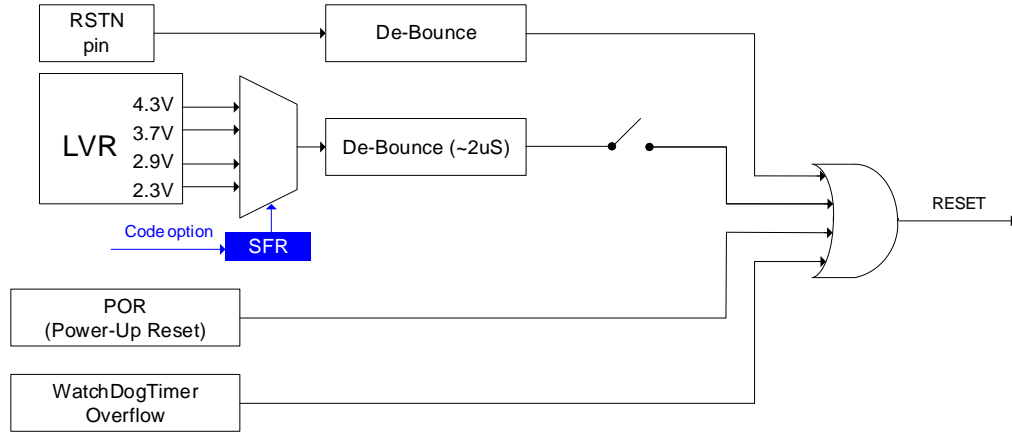 RSTN
pin
De-Bounce
LVR
4.3V
3.7V
2.9V
2.3V
De-Bounce (~2uS)
RESET
Code option
SFR
POR
(Power-Up Reset)
WatchDogTimer
Overflow